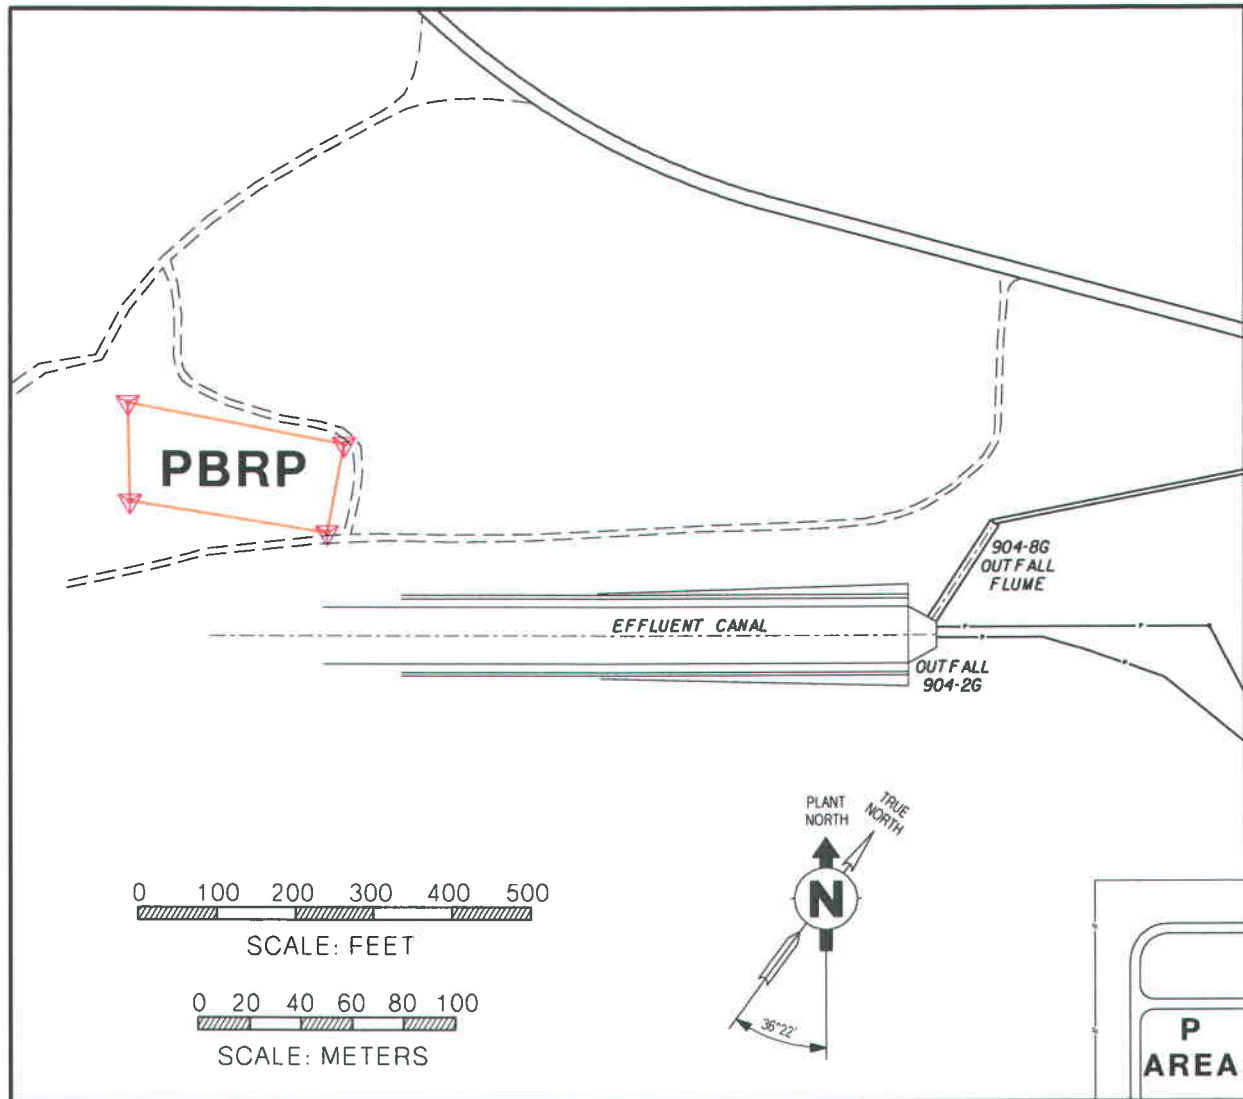 PBRP
904-8G
OUTFALL
FLUME
EFFLUENT CANAL
OUTFALL
904-2G
PLANT
NORTH
TRUE
NORTH
N
36°22'
0 100 200 300 400 500
SCALE: FEET
0 20 40 60 80 100
SCALE: METERS
P
AREA